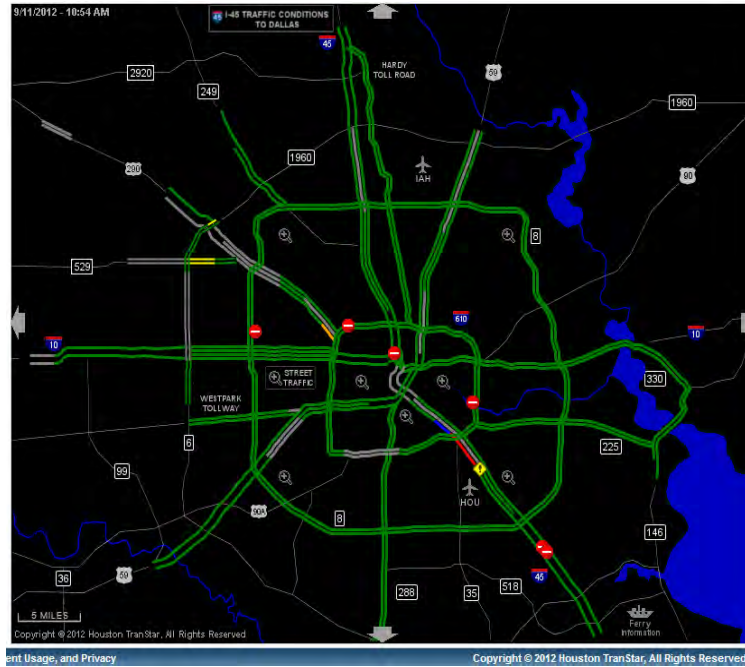 9/11/2012 - 10:54 AM
45 I-45 TRAFFIC CONDITIONS
TO DALLAS
45
HARDY
TOLL ROAD
59
2920
249
1960
1960
290
IAH
90
8
529
610
10
10
STREET
TRAFFIC
330
WESTPARK
TOLLWAY
6
225
99
HOU
90A
8
146
59
36
45
518
288
35
5 MILES
Ferry
Information
Copyright © 2012 Houston TranStar, All Rights Reserved
ent Usage, and Privacy
Copyright © 2012 Houston TranStar, All Rights Reserved